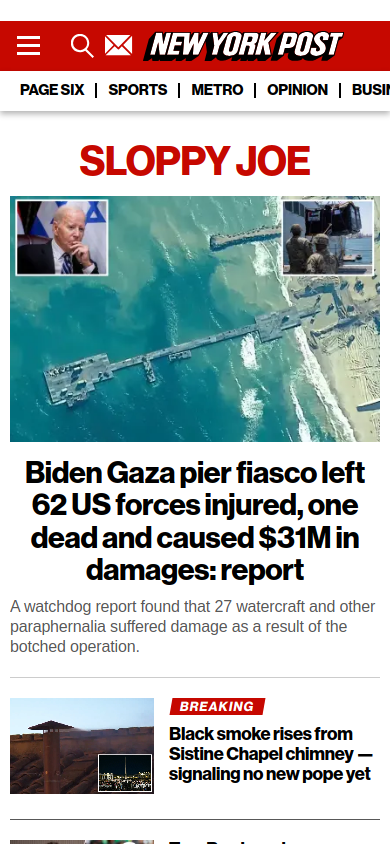 NEW YORK POST
PAGE SIX
SPORTS
METRO
OPINION
SLOPPY JOE
Biden Gaza pier fiasco left
62 US forces injured, one
dead and caused $31M in
damages: report
A watchdog report found that 27 watercraft and other
paraphernalia suffered damage as a result of the
botched operation.
BREAKING
Black smoke rises from
Sistine Chapel chimney —
signaling no new pope yet